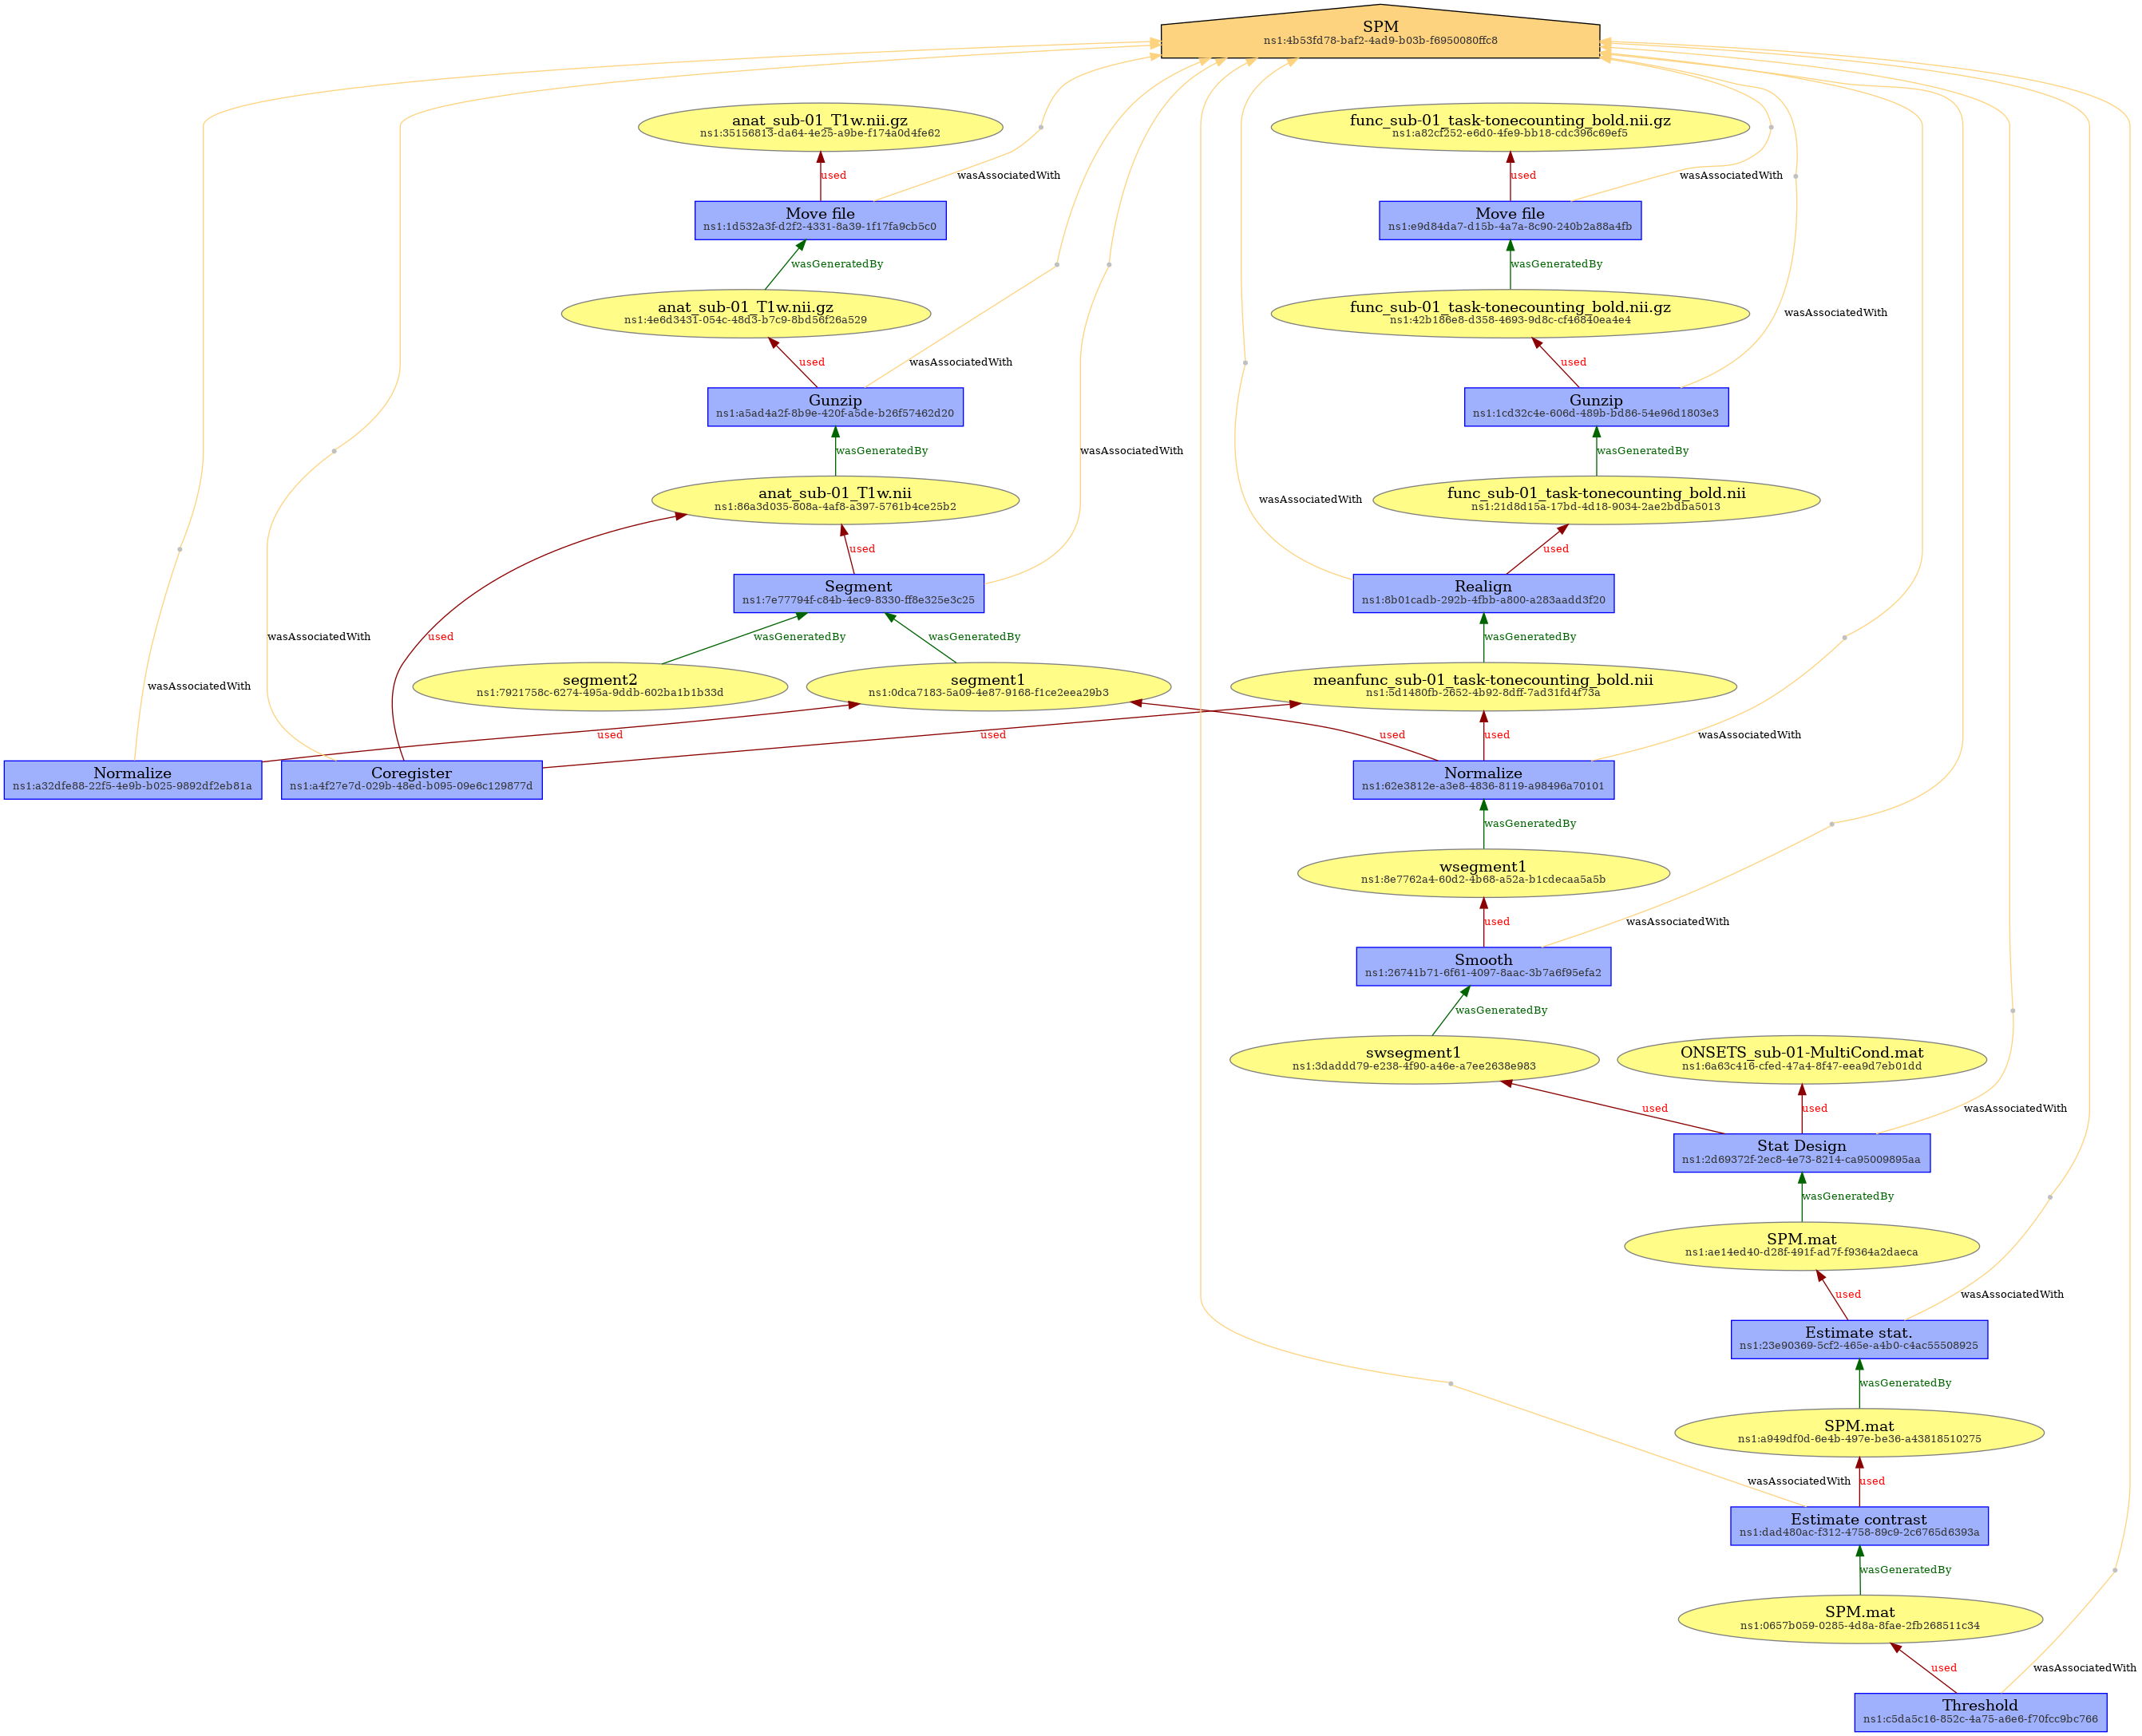 SPM
ns1:4b53fd78-baf2-4ad9-b03b-f6950080ffc8
anat_sub-01_T1w.nii.gz
ns1:35156813-da64-4e25-a9be-f174a0d4fe62
func_sub-01_task-tonecounting_bold.nii.gz
ns1:a82cf252-e6d0-4fe9-bb18-cdc396c69ef5
used
wasAssociatedWith
used
wasAssociatedWith
Move file
ns1:1d532a3f-d2f2-4331-8a39-1f17fa9cb5c0
Move file
ns1:e9d84da7-d15b-4a7a-8c90-240b2a88a4fb
wasGeneratedBy
wasGeneratedBy
anat_sub-01_T1w.nii.gz
ns1:4e6d3431-054c-48d3-b7c9-8bd56f26a529
func_sub-01_task-tonecounting_bold.nii.gz
ns1:42b186e8-d358-4693-9d8c-cf46840ea4e4
wasAssociatedWith
used
wasAssociatedWith
used
Gunzip
ns1:a5ad4a2f-8b9e-420f-a5de-b26f57462d20
Gunzip
ns1:1cd32c4e-606d-489b-bd86-54e96d1803e3
wasGeneratedBy
wasAssociatedWith
wasGeneratedBy
anat_sub-01_T1w.nii
ns1:86a3d035-808a-4af8-a397-5761b4ce25b2
wasAssociatedWith
func_sub-01_task-tonecounting_bold.nii
ns1:21d8d15a-17bd-4d18-9034-2ae2bdba5013
used
used
Segment
ns1:7e77794f-c84b-4ec9-8330-ff8e325e3c25
Realign
ns1:8b01cadb-292b-4fbb-a800-a283aadd3f20
wasAssociatedWith
used
wasGeneratedBy
wasGeneratedBy
wasGeneratedBy
wasAssociatedWith
segment2
ns1:7921758c-6274-495a-9ddb-602ba1b1b33d
segment1
ns1:0dca7183-5a09-4e87-9168-f1ce2eea29b3
meanfunc_sub-01_task-tonecounting_bold.nii
ns1:5d1480fb-2652-4b92-8dff-7ad31fd4f73a
used
used
used
used
wasAssociatedWith
Normalize
ns1:a32dfe88-22f5-4e9b-b025-9892df2eb81a
Coregister
ns1:a4f27e7d-029b-48ed-b095-09e6c129877d
Normalize
ns1:62e3812e-a3e8-4836-8119-a98496a70101
wasGeneratedBy
wsegment1
ns1:8e7762a4-60d2-4b68-a52a-b1cdecaa5a5b
used
wasAssociatedWith
Smooth
ns1:26741b71-6f61-4097-8aac-3b7a6f95efa2
wasGeneratedBy
swsegment1
ns1:3daddd79-e238-4f90-a46e-a7ee2638e983
ONSETS_sub-01-MultiCond.mat
ns1:6a63c416-cfed-47a4-8f47-eea9d7eb01dd
used
used
wasAssociatedWith
Stat Design
ns1:2d69372f-2ec8-4e73-8214-ca95009895aa
wasGeneratedBy
SPM.mat
ns1:ae14ed40-d28f-491f-ad7f-f9364a2daeca
used
wasAssociatedWith
Estimate stat.
ns1:23e90369-5cf2-465e-a4b0-c4ac55508925
wasGeneratedBy
SPM.mat
ns1:a949df0d-6e4b-497e-be36-a43818510275
wasAssociatedWith
used
Estimate contrast
ns1:dad480ac-f312-4758-89c9-2c6765d6393a
wasGeneratedBy
SPM.mat
ns1:0657b059-0285-4d8a-8fae-2fb268511c34
used
wasAssociatedWith
Threshold
ns1:c5da5c16-852c-4a75-a6e6-f70fcc9bc766